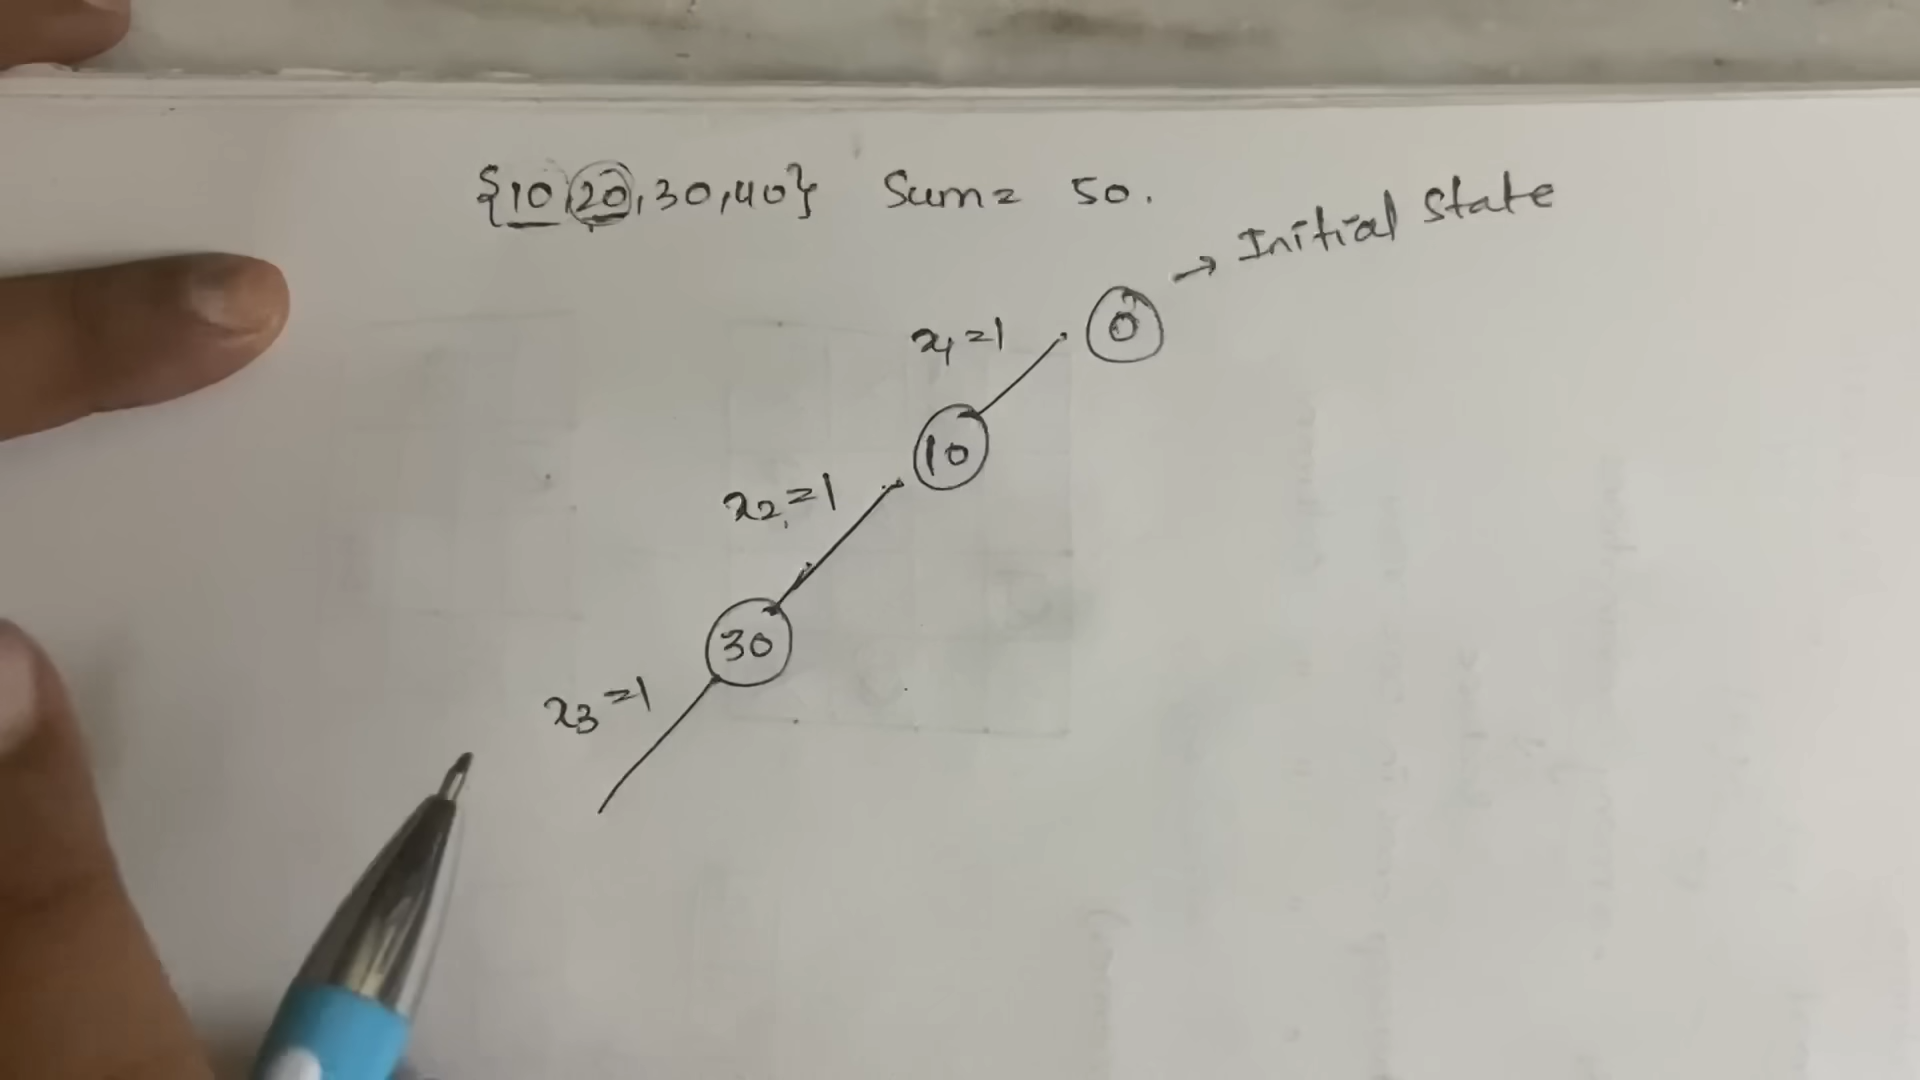 {10,20,30,40} Sum= 50.
→ Initial State
0
x1=1
10
x2=1
30
x3=1